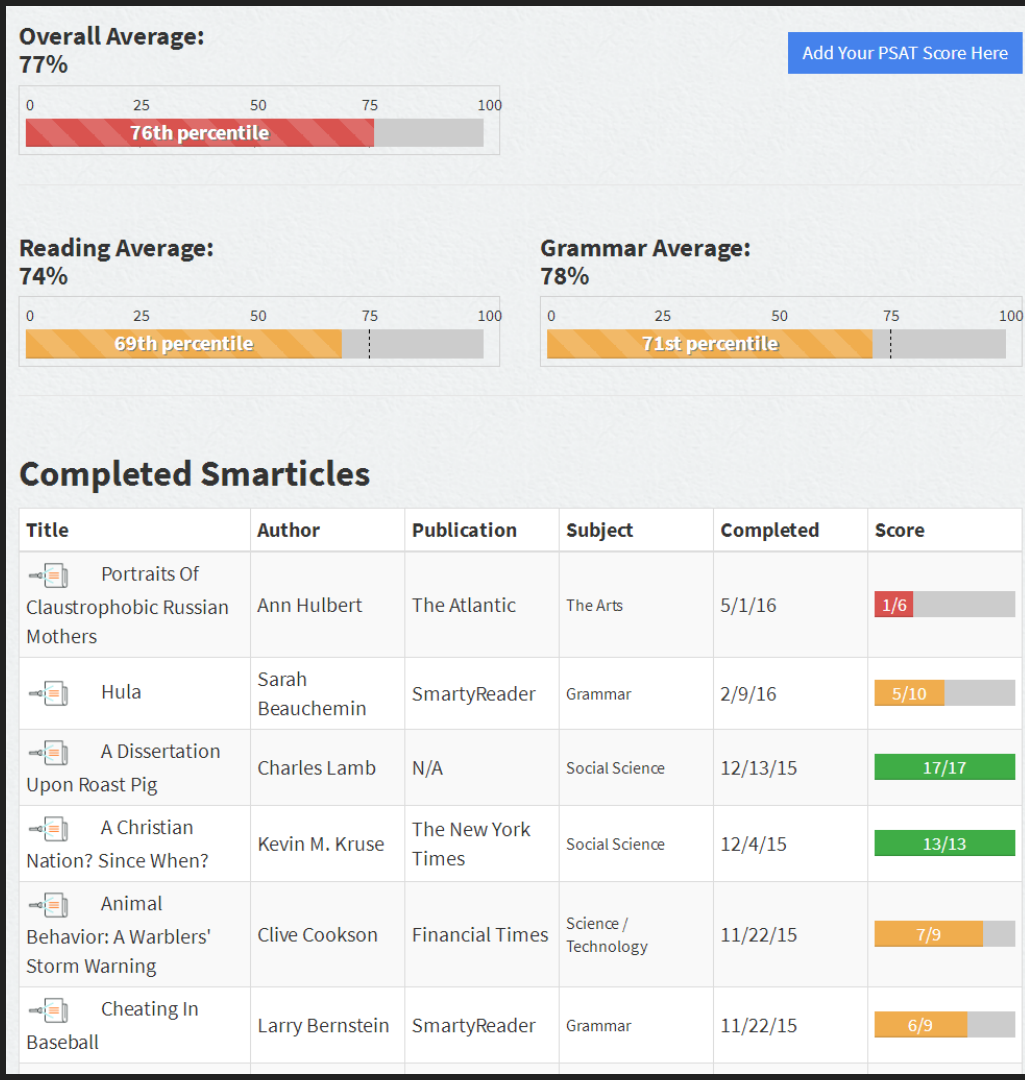 Overall Average:
77%
Add Your PSAT Score Here
0 25 50 75 100
76th percentile
Reading Average:
74%
0 25 50 75 100
69th percentile
Grammar Average:
78%
0 25 50 75 100
71st percentile
Completed Smarticles
Title Author Publication Subject Completed Score
Portraits Of
Claustrophobic Russian
Mothers
Ann Hulbert
The Atlantic
The Arts
5/1/16
1/6
Hula
Sarah
Beauchemin
SmartyReader
Grammar
2/9/16
5/10
A Dissertation
Upon Roast Pig
Charles Lamb
N/A
Social Science
12/13/15
17/17
A Christian
Nation? Since When?
Kevin M. Kruse
The New York
Times
Social Science
12/4/15
13/13
Animal
Behavior: A Warblers'
Storm Warning
Clive Cookson
Financial Times
Science /
Technology
11/22/15
7/9
Cheating In
Baseball
Larry Bernstein
SmartyReader
Grammar
11/22/15
6/9